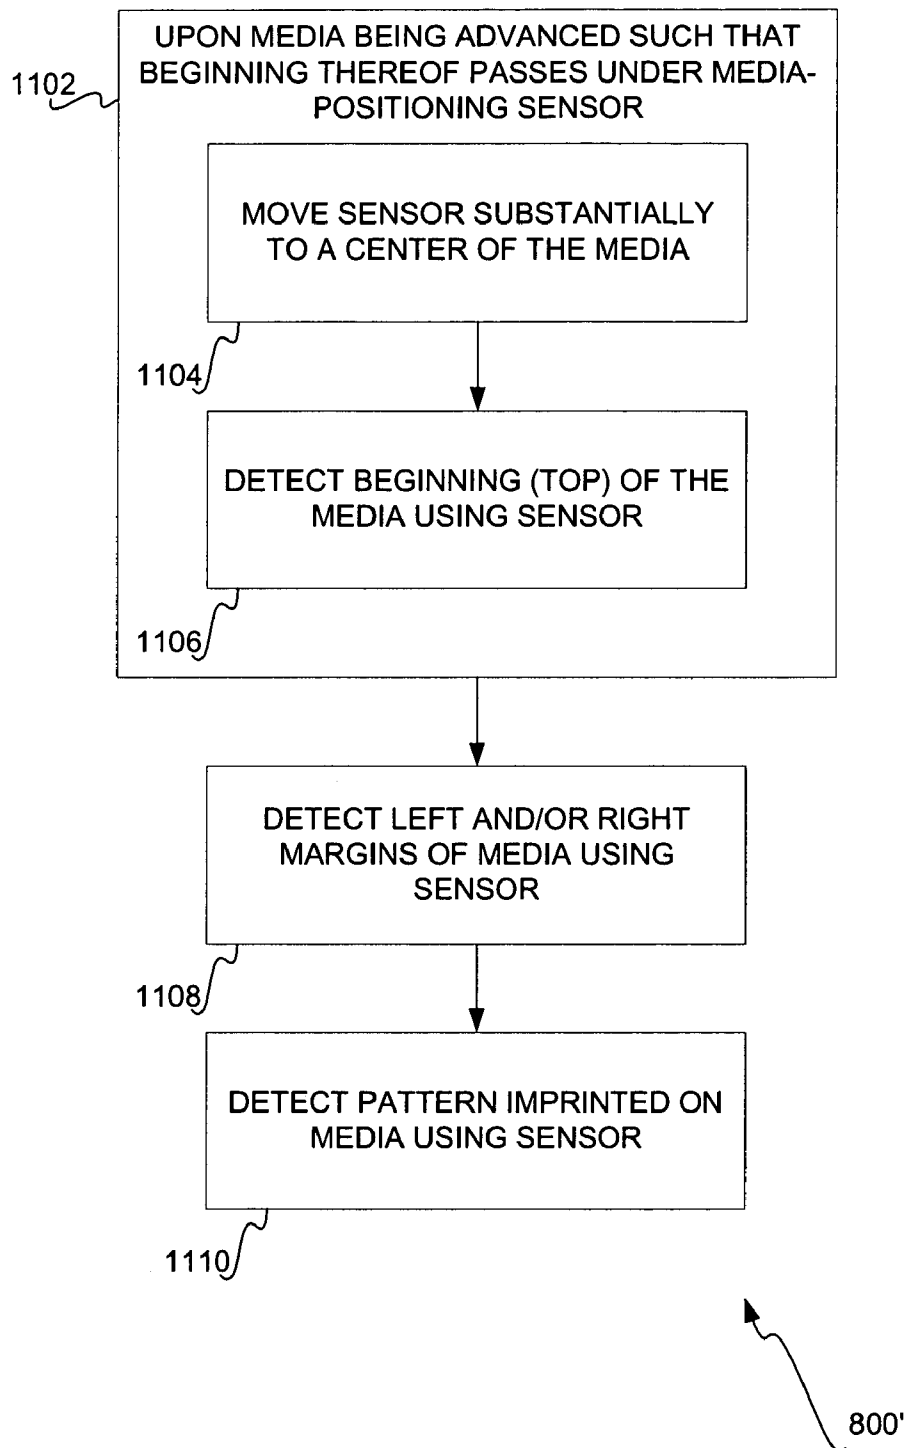 UPON MEDIA BEING ADVANCED SUCH THAT
BEGINNING THEREOF PASSES UNDER MEDIA-
POSITIONING SENSOR
1102
MOVE SENSOR SUBSTANTIALLY
TO A CENTER OF THE MEDIA
1104
DETECT BEGINNING (TOP) OF THE
MEDIA USING SENSOR
1106
DETECT LEFT AND/OR RIGHT
MARGINS OF MEDIA USING
SENSOR
1108
DETECT PATTERN IMPRINTED ON
MEDIA USING SENSOR
1110
800'